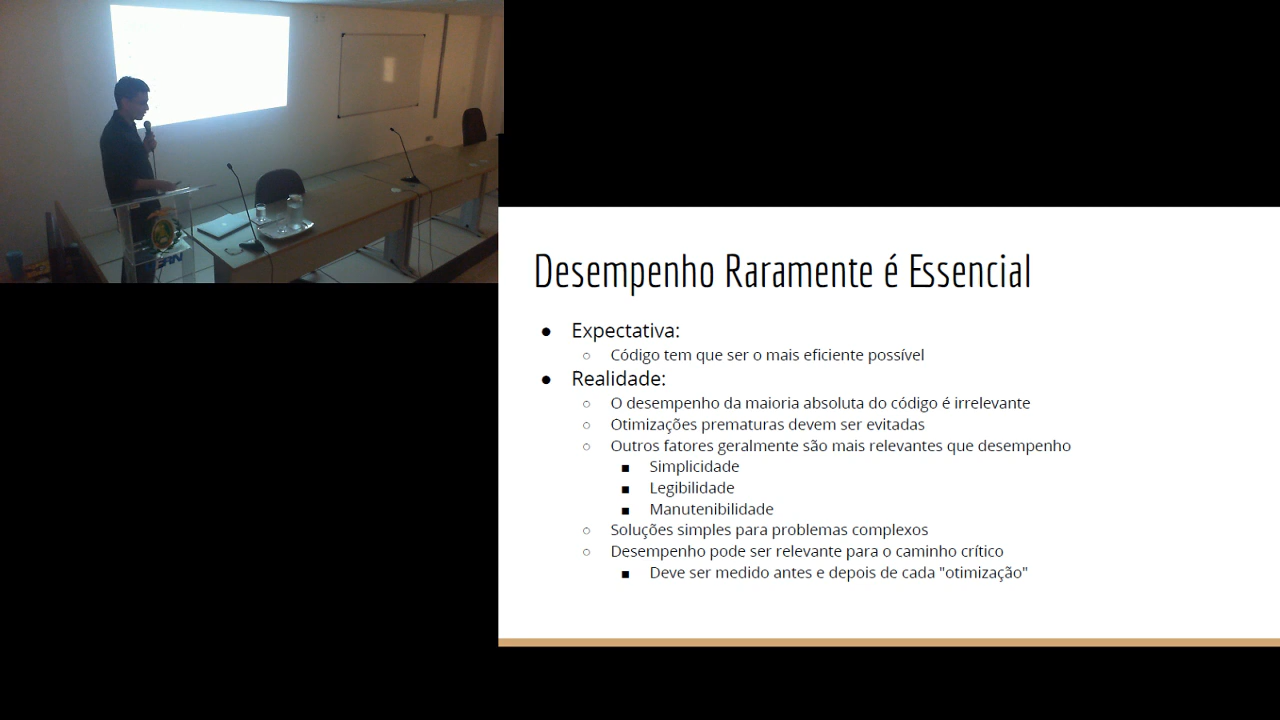 Desempenho Raramente é Essencial
● Expectativa:
○ Código tem que ser o mais eficiente possível
● Realidade:
○ O desempenho da maioria absoluta do código é irrelevante
○ Otimizações prematuras devem ser evitadas
○ Outros fatores geralmente são mais relevantes que desempenho
■ Simplicidade
■ Legibilidade
■ Manutenibilidade
○ Soluções simples para problemas complexos
○ Desempenho pode ser relevante para o caminho crítico
■ Deve ser medido antes e depois de cada "otimização"